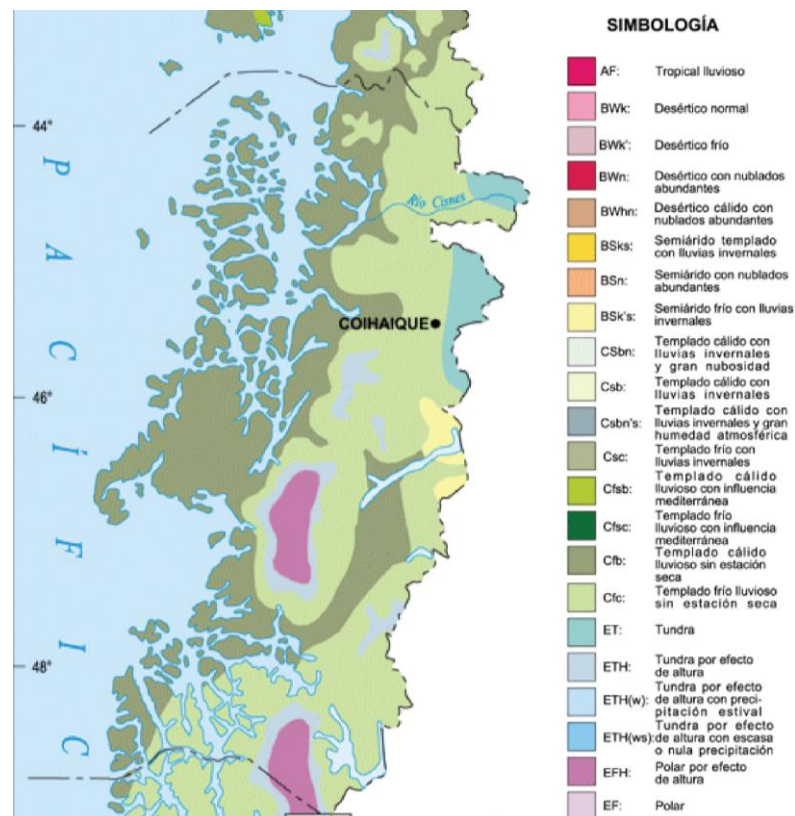 SIMBOLOGÍA
AF: Tropical lluvioso
BWk: Desértico normal
BWk': Desértico frío
BWn: Desértico con nublados
abundantes
BWhn: Desértico cálido con
nublados abundantes
BSks: Semiárido templado
con lluvias invernales
BSn: Semiárido con nublados
abundantes
BSk's: Semiárido frío con lluvias
invernales
CSbn: Templado cálido con
lluvias invernales
y gran nubosidad
Csb: Templado cálido con
lluvias invernales
Csbn's: Templado cálido con
lluvias invernales y gran
humedad atmosférica
Csc: Templado frío con
lluvias invernales
Cfsb: Templado cálido
lluvioso con influencia
mediterránea
Cfsc: Templado frío
lluvioso con influencia
mediterránea
Cfb: Templado cálido
lluvioso sin estación
seca
Cfc: Templado frío lluvioso
sin estación seca
ET: Tundra
ETH: Tundra por efecto
de altura
ETH(w): Tundra por efecto
de altura con preci-
pitación estival
ETH(ws): Tundra por efecto
de altura con escasa
o nula precipitación
EFH: Polar por efecto
de altura
EF: Polar
44°
46°
48°
P A C Í F I C
Río Cisnes
COIHAIQUE